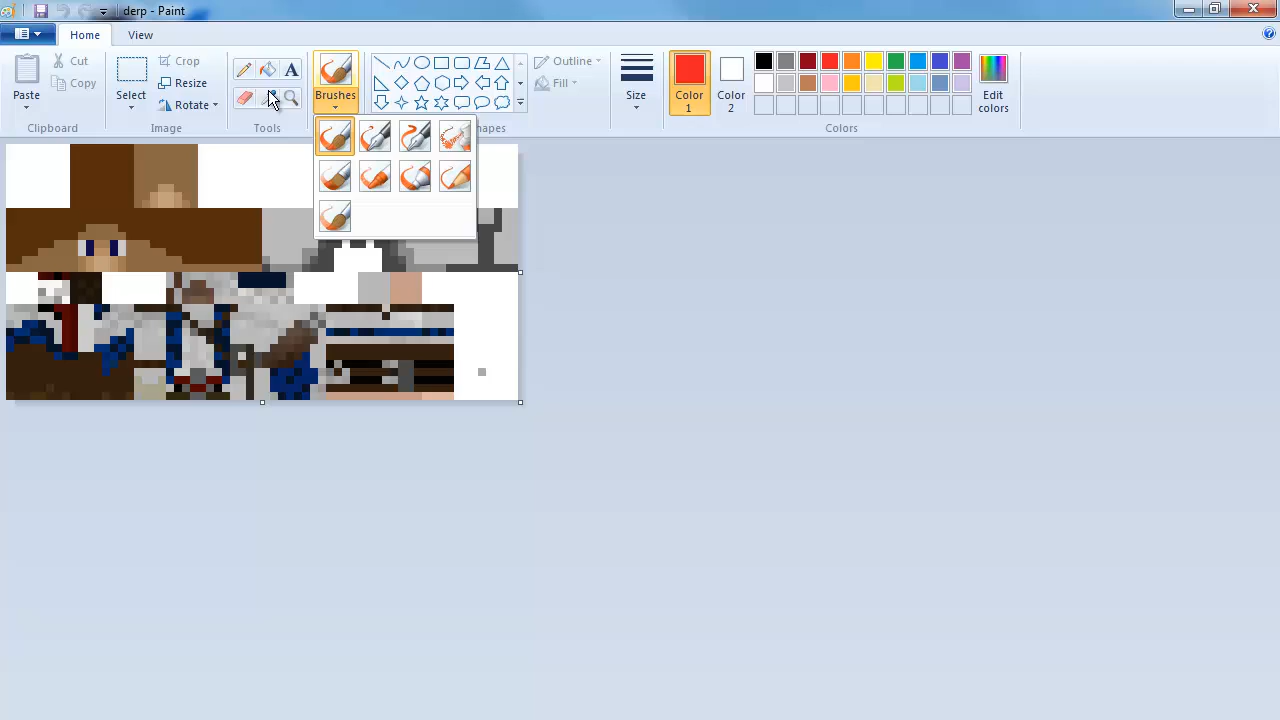 derp - Paint
Home
View
Paste
Cut
Copy
Clipboard
Select
Crop
Resize
Rotate
Image
A
Tools
Brushes
Outline
Fill
hapes
Size
Color
1
Color
2
Edit
colors
Colors